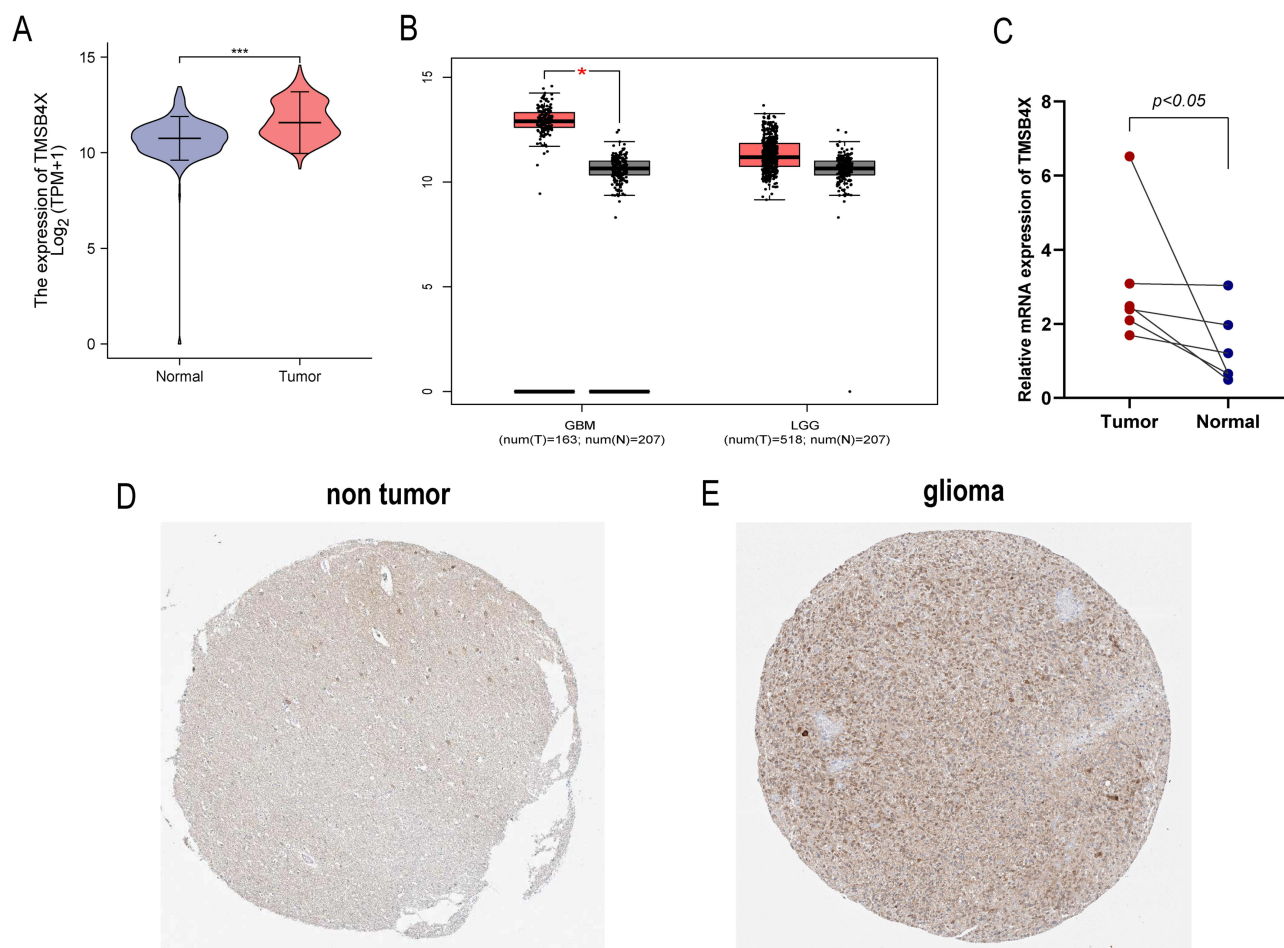 A
The expression of TMSB4X
Log2 (TPM+1)
15
10
5
0
***
Normal
Tumor
B
15
10
5
0
*
GBM
(num(T)=163; num(N)=207)
LGG
(num(T)=518; num(N)=207)
C
Relative mRNA expression of TMSB4X
8
6
4
2
0
p<0.05
Tumor
Normal
D
non tumor
E
glioma